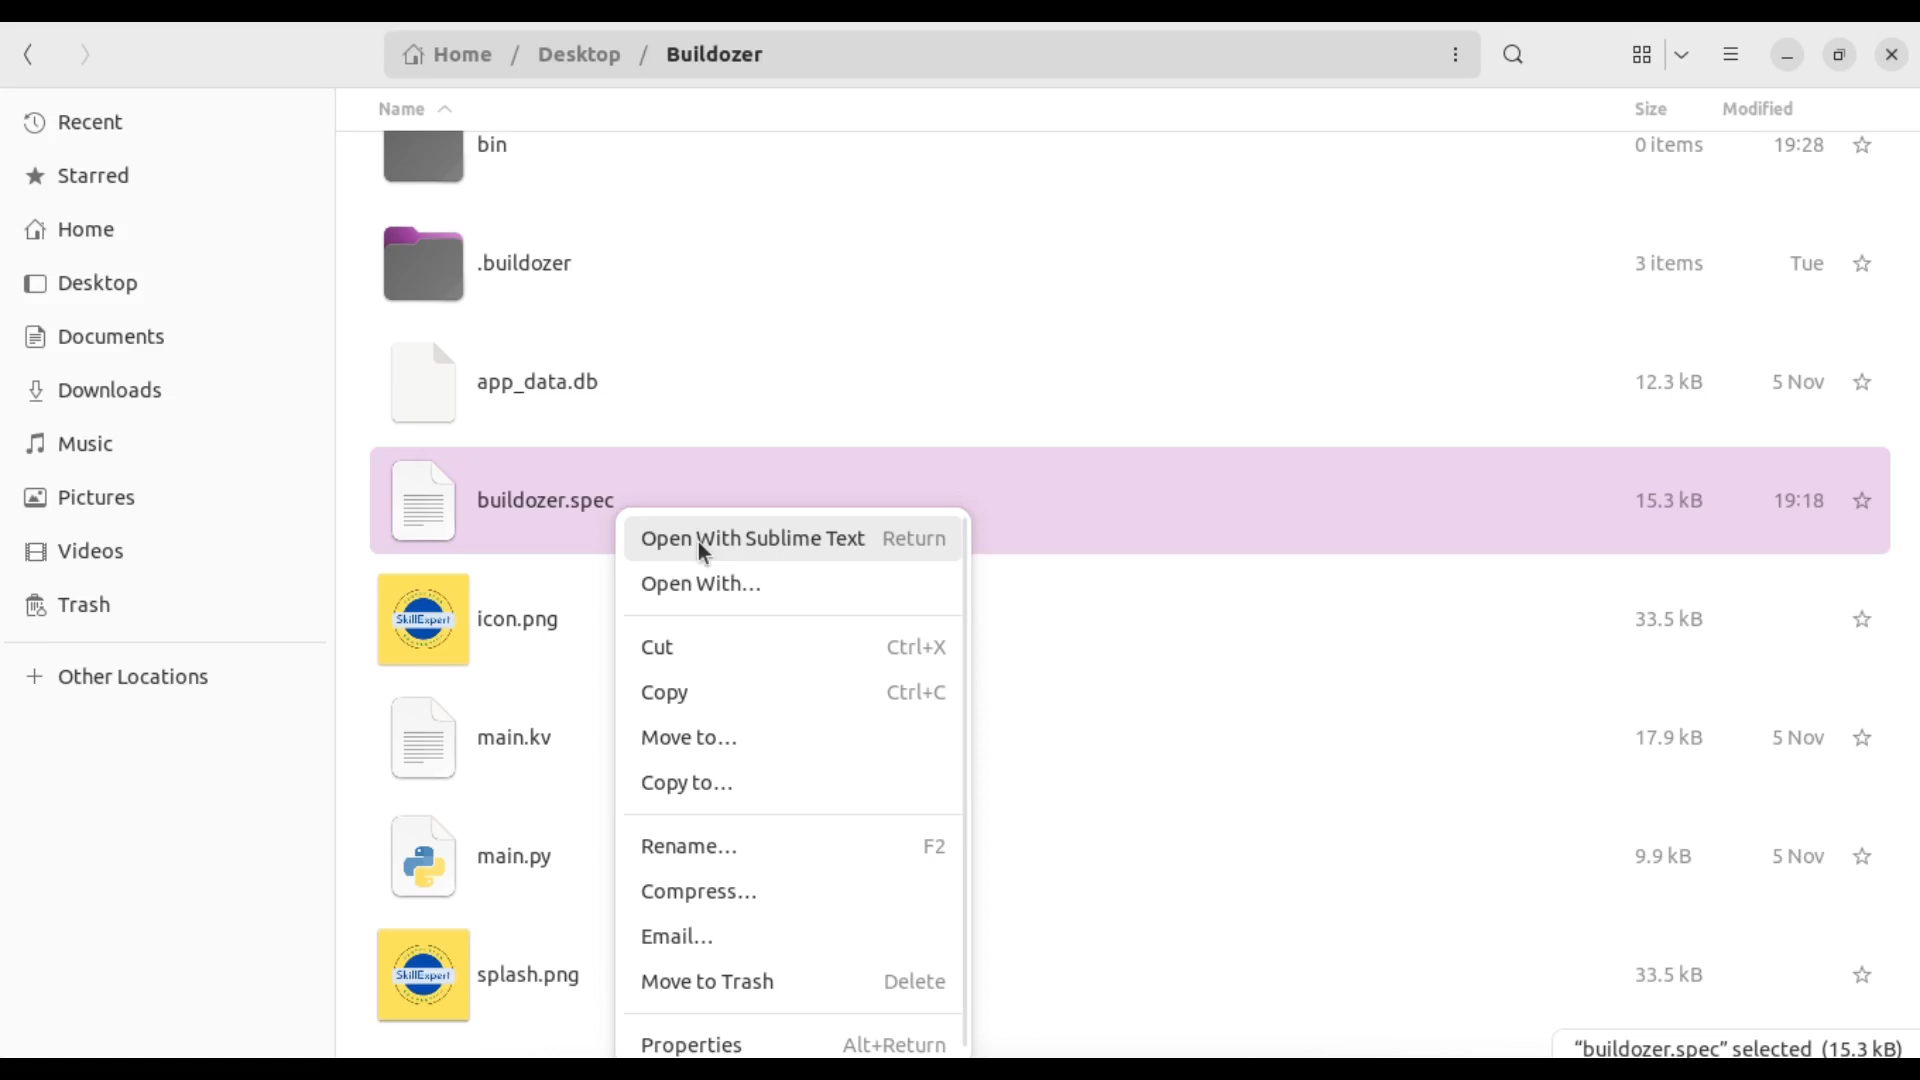 Home / Desktop / Buildozer
Name Size Modified
Recent
Starred
Home
Desktop
Documents
Downloads
Music
Pictures
Videos
Trash
+ Other Locations
bin 0 items 19:28
.buildozer 3 items Tue
app_data.db 12.3 kB 5 Nov
buildozer.spec 15.3 kB 19:18
SkillExpert icon.png 33.5 kB
main.kv 17.9 kB 5 Nov
main.py 9.9 kB 5 Nov
SkillExpert splash.png 33.5 kB
Open With Sublime Text Return
Open With...
Cut Ctrl+X
Copy Ctrl+C
Move to...
Copy to...
Rename... F2
Compress...
Email...
Move to Trash Delete
Properties Alt+Return
“buildozer.spec” selected (15.3 kB)